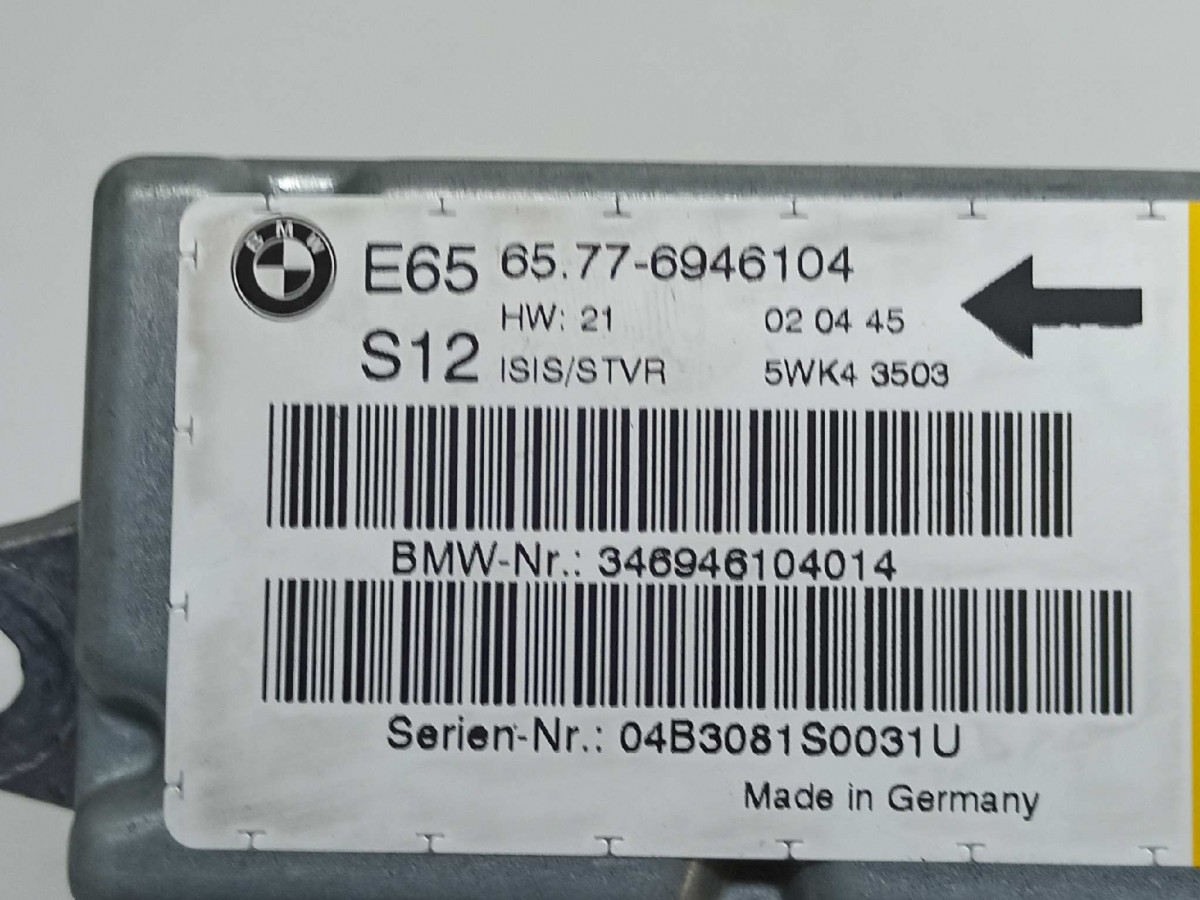 BMW
E65 65.77-6946104
HW: 21 02 04 45
S12 ISIS/STVR 5WK4 3503
BMW-Nr.: 346946104014
Serien-Nr.: 04B3081S0031U
Made in Germany